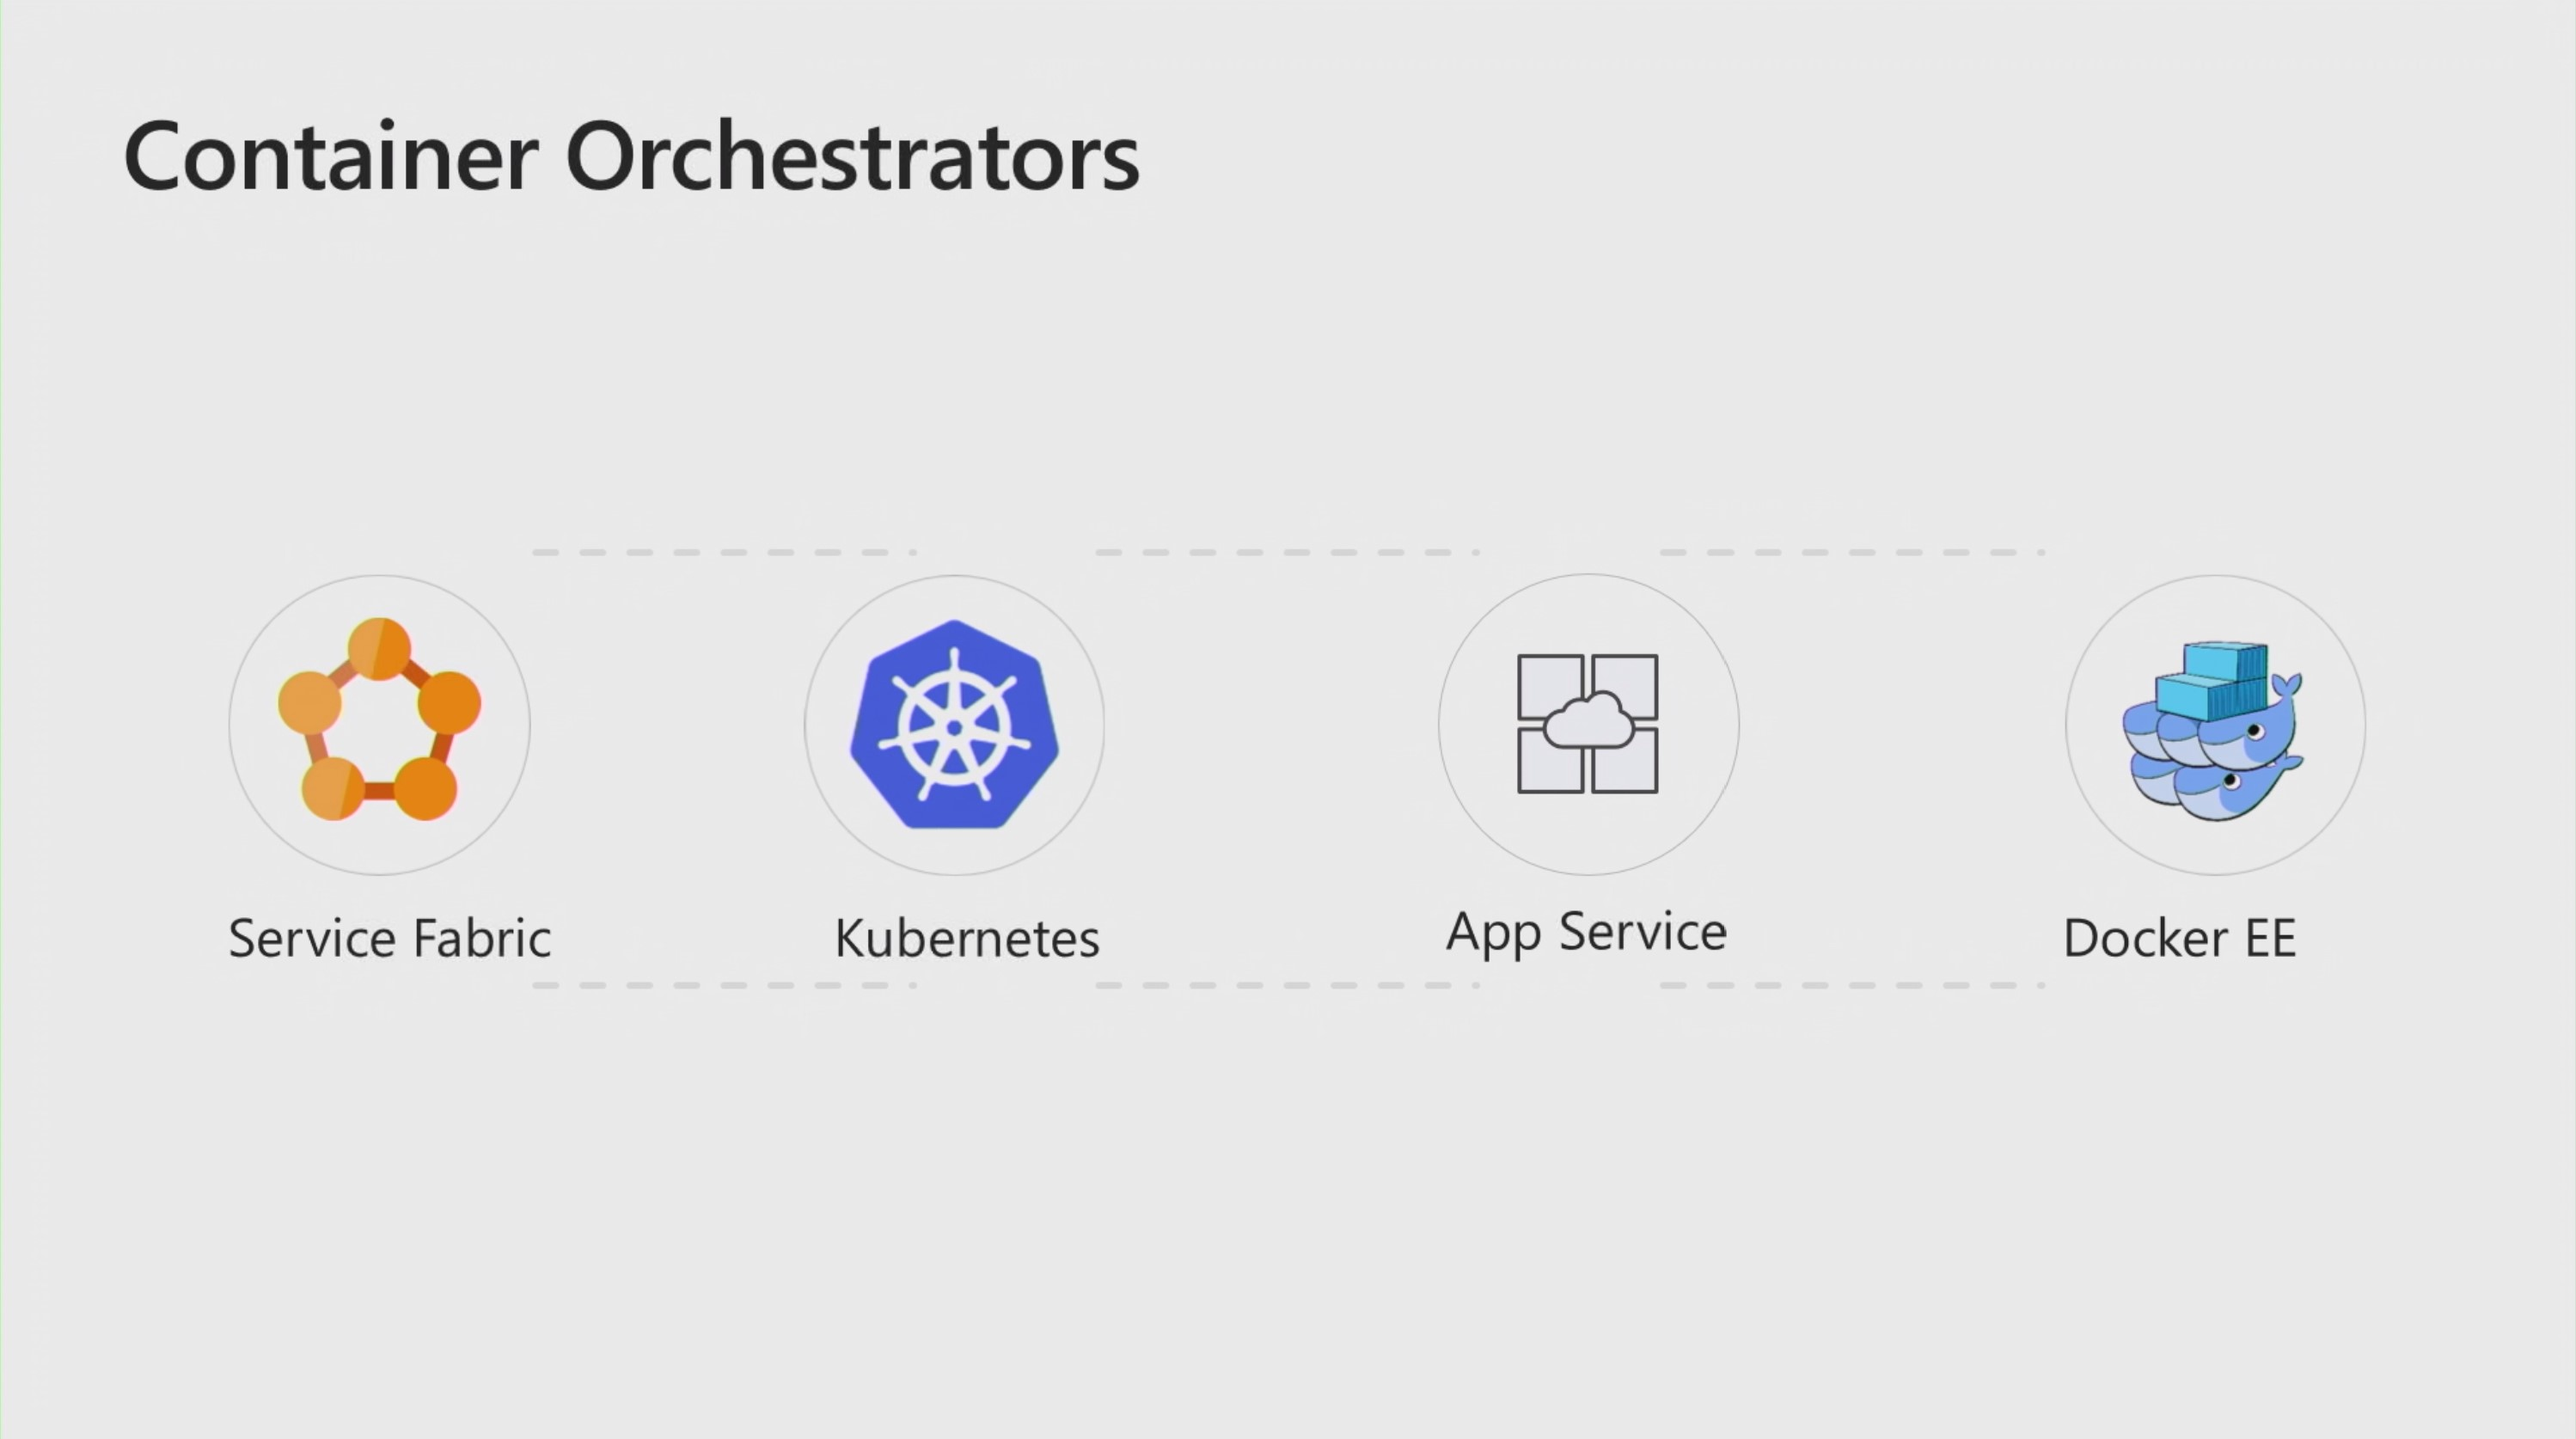 Container Orchestrators
Service Fabric
Kubernetes
App Service
Docker EE